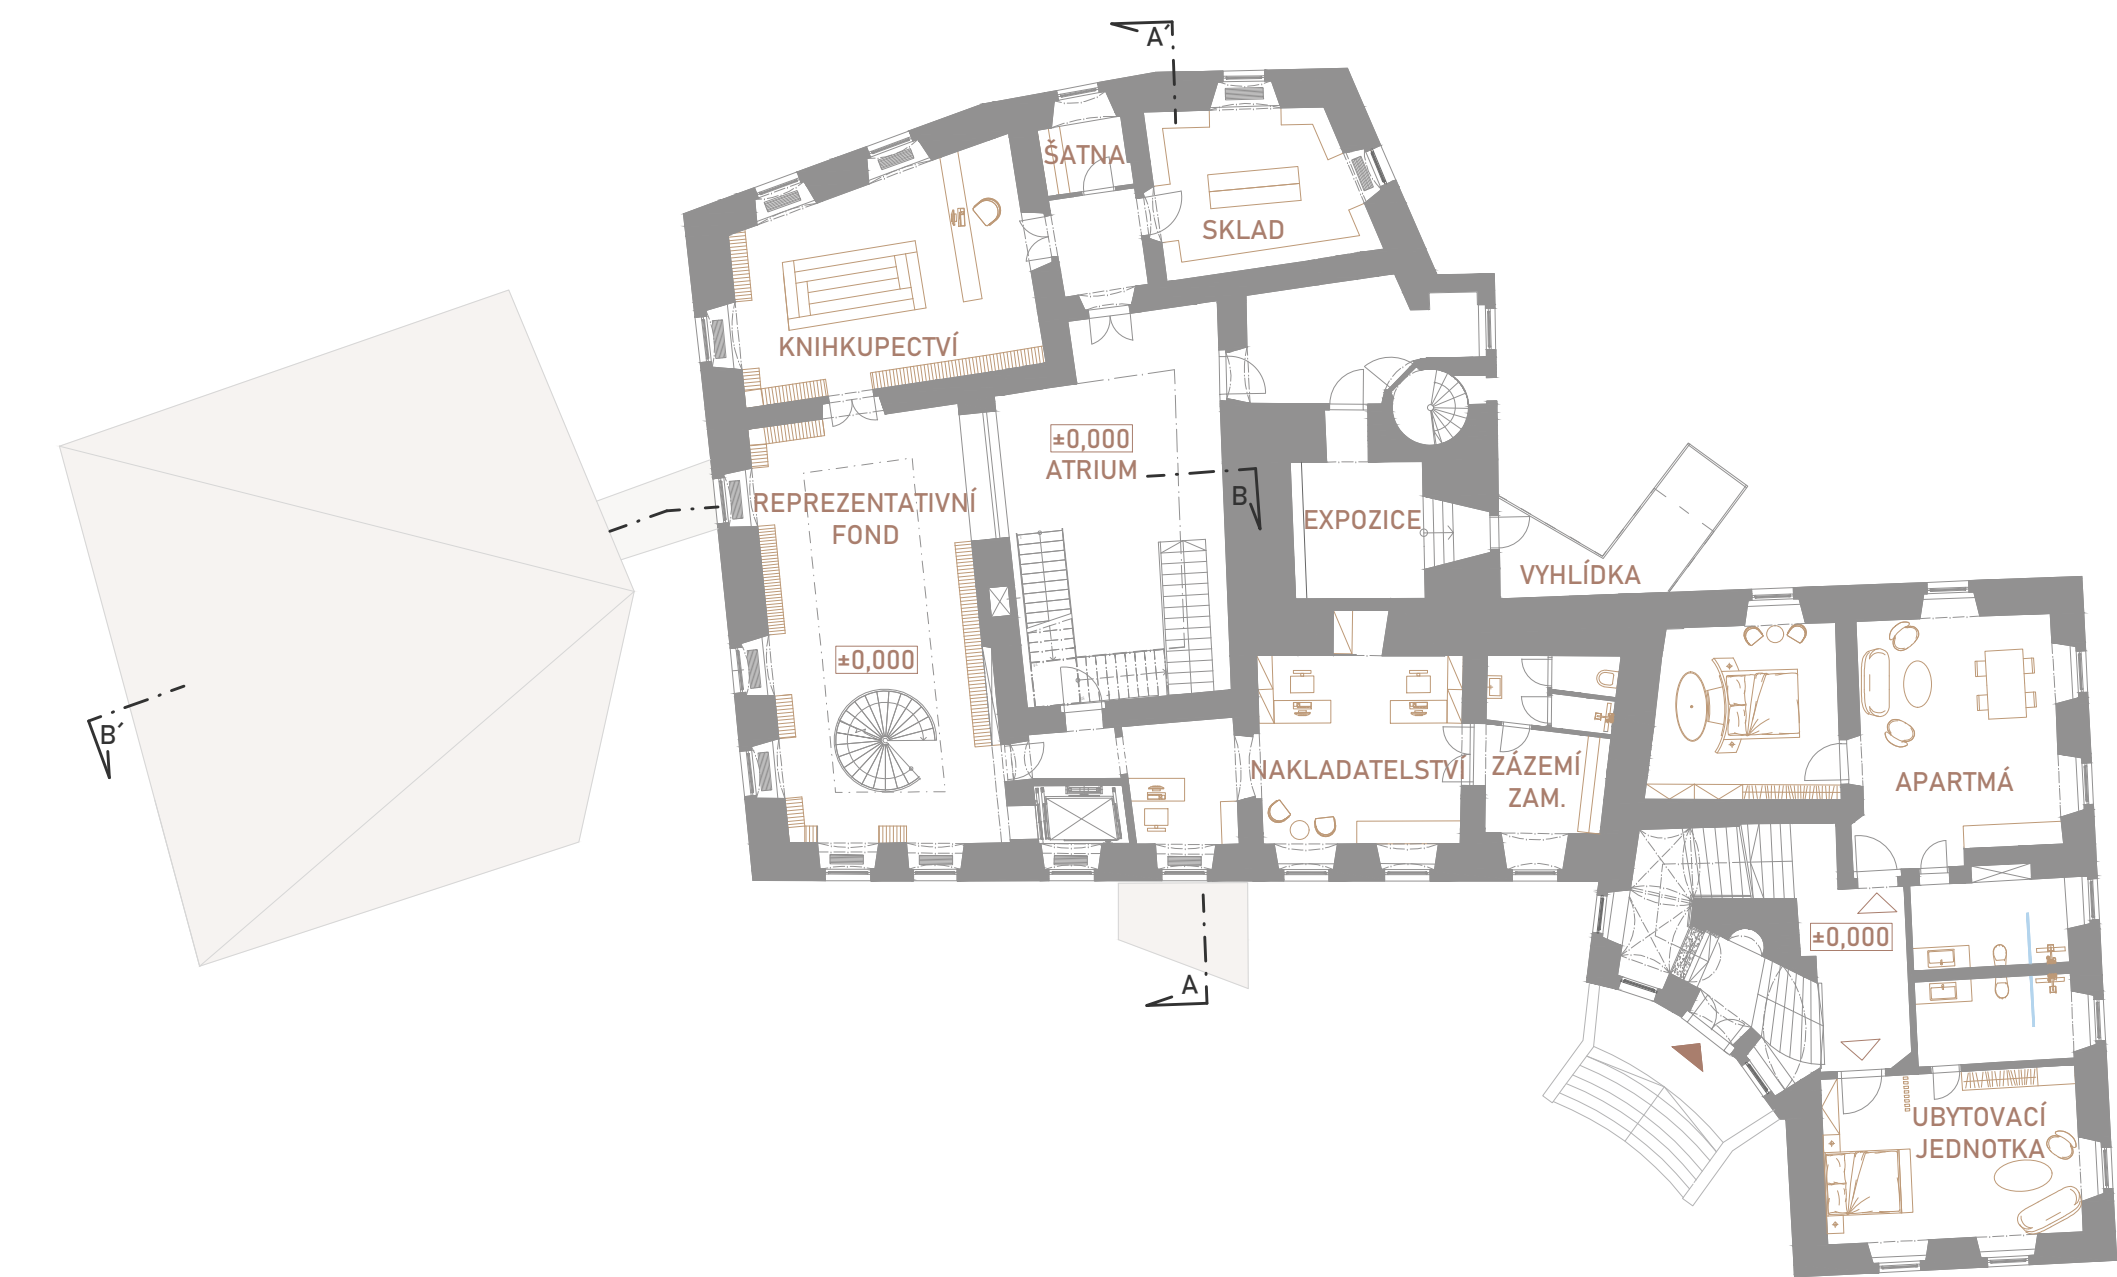 A´
ŠATNA
SKLAD
KNIHKUPECTVÍ
±0,000
ATRIUM
B
REPREZENTATIVNÍ
FOND
EXPOZICE
VYHLÍDKA
±0,000
B´
NAKLADATELSTVÍ
ZÁZEMÍ
ZAM.
APARTMÁ
±0,000
A
UBYTOVACÍ
JEDNOTKA